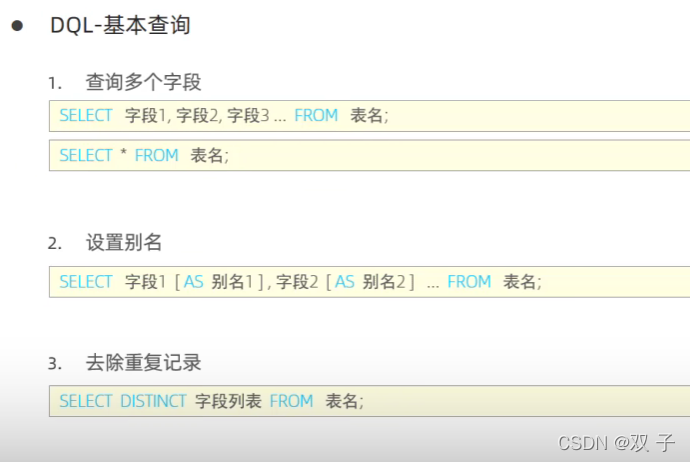 ● DQL-基本查询
1. 查询多个字段
SELECT 字段1, 字段2, 字段3 ... FROM 表名;
SELECT * FROM 表名;
2. 设置别名
SELECT 字段1 [ AS 别名1 ] , 字段2 [ AS 别名2 ] ... FROM 表名;
3. 去除重复记录
SELECT DISTINCT 字段列表 FROM 表名;
CSDN @双 子